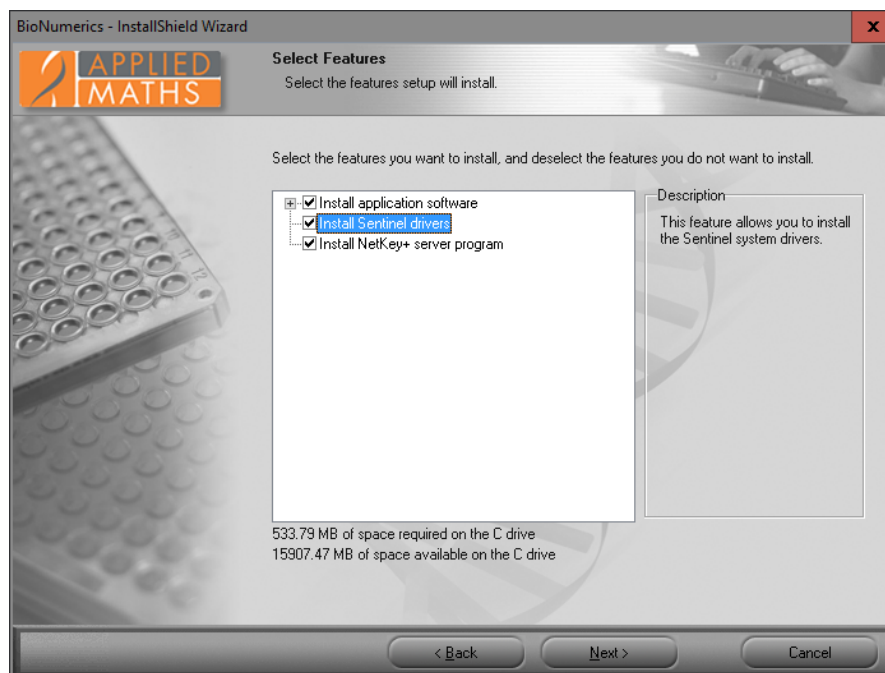 BioNumerics - InstallShield Wizard
x
APPLIED
MATHS
Select Features
Select the features setup will install.
Select the features you want to install, and deselect the features you do not want to install.
Install application software
Install Sentinel drivers
Install NetKey+ server program
Description
This feature allows you to install
the Sentinel system drivers.
533.79 MB of space required on the C drive
15907.47 MB of space available on the C drive
10
11
12
< Back
Next >
Cancel